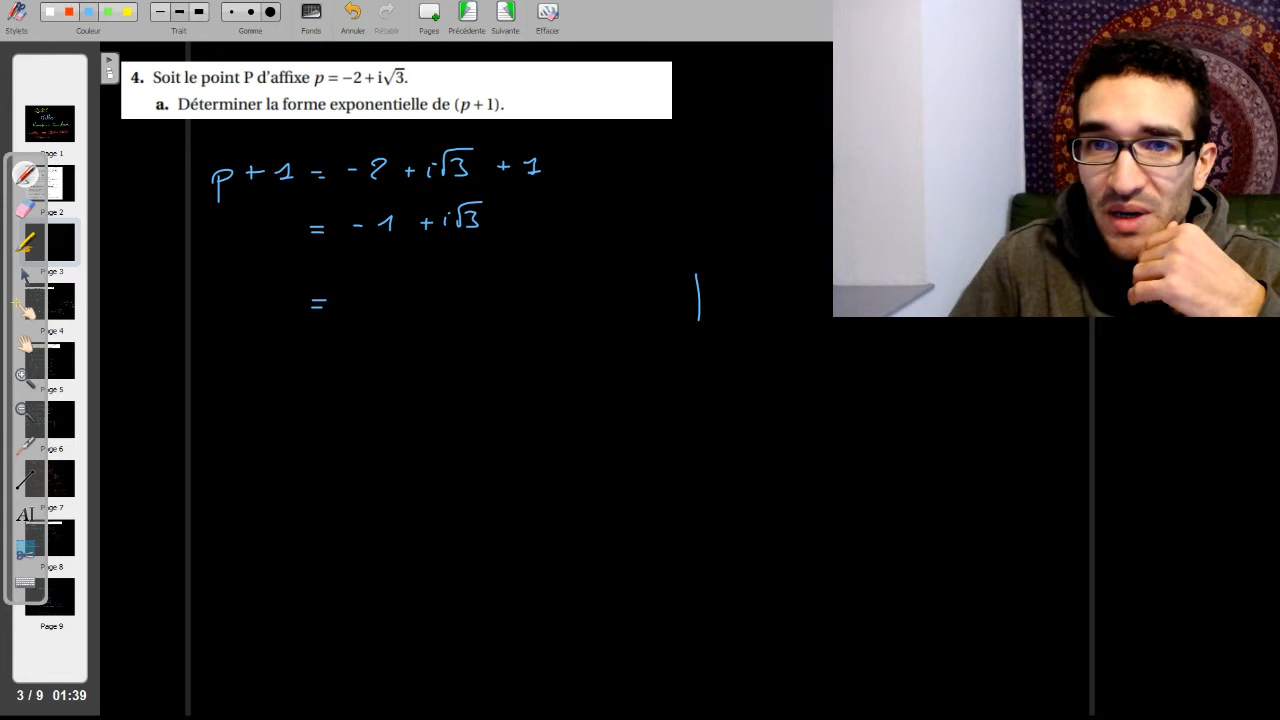 Stylets Couleur Trait Gomme Fonds Annuler Rétablir Pages Précédente Suivante Effacer
4. Soit le point P d'affixe p = −2 + i√3.
a. Déterminer la forme exponentielle de (p + 1).
p + 1 = - 2 + i√3 + 1
= - 1 + i√3
=
|
Page 1
Page 2
Page 3
Page 4
Page 5
Page 6
Page 7
Page 8
Page 9
AI
3 / 9 01:39